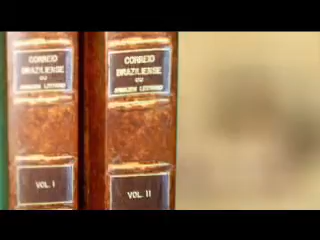 CORREIO
BRAZILIENSE
OU
ARMAZEM LITERARIO
VOL. I
CORREIO
BRAZILIENSE
OU
ARMAZEM LITERARIO
VOL. II